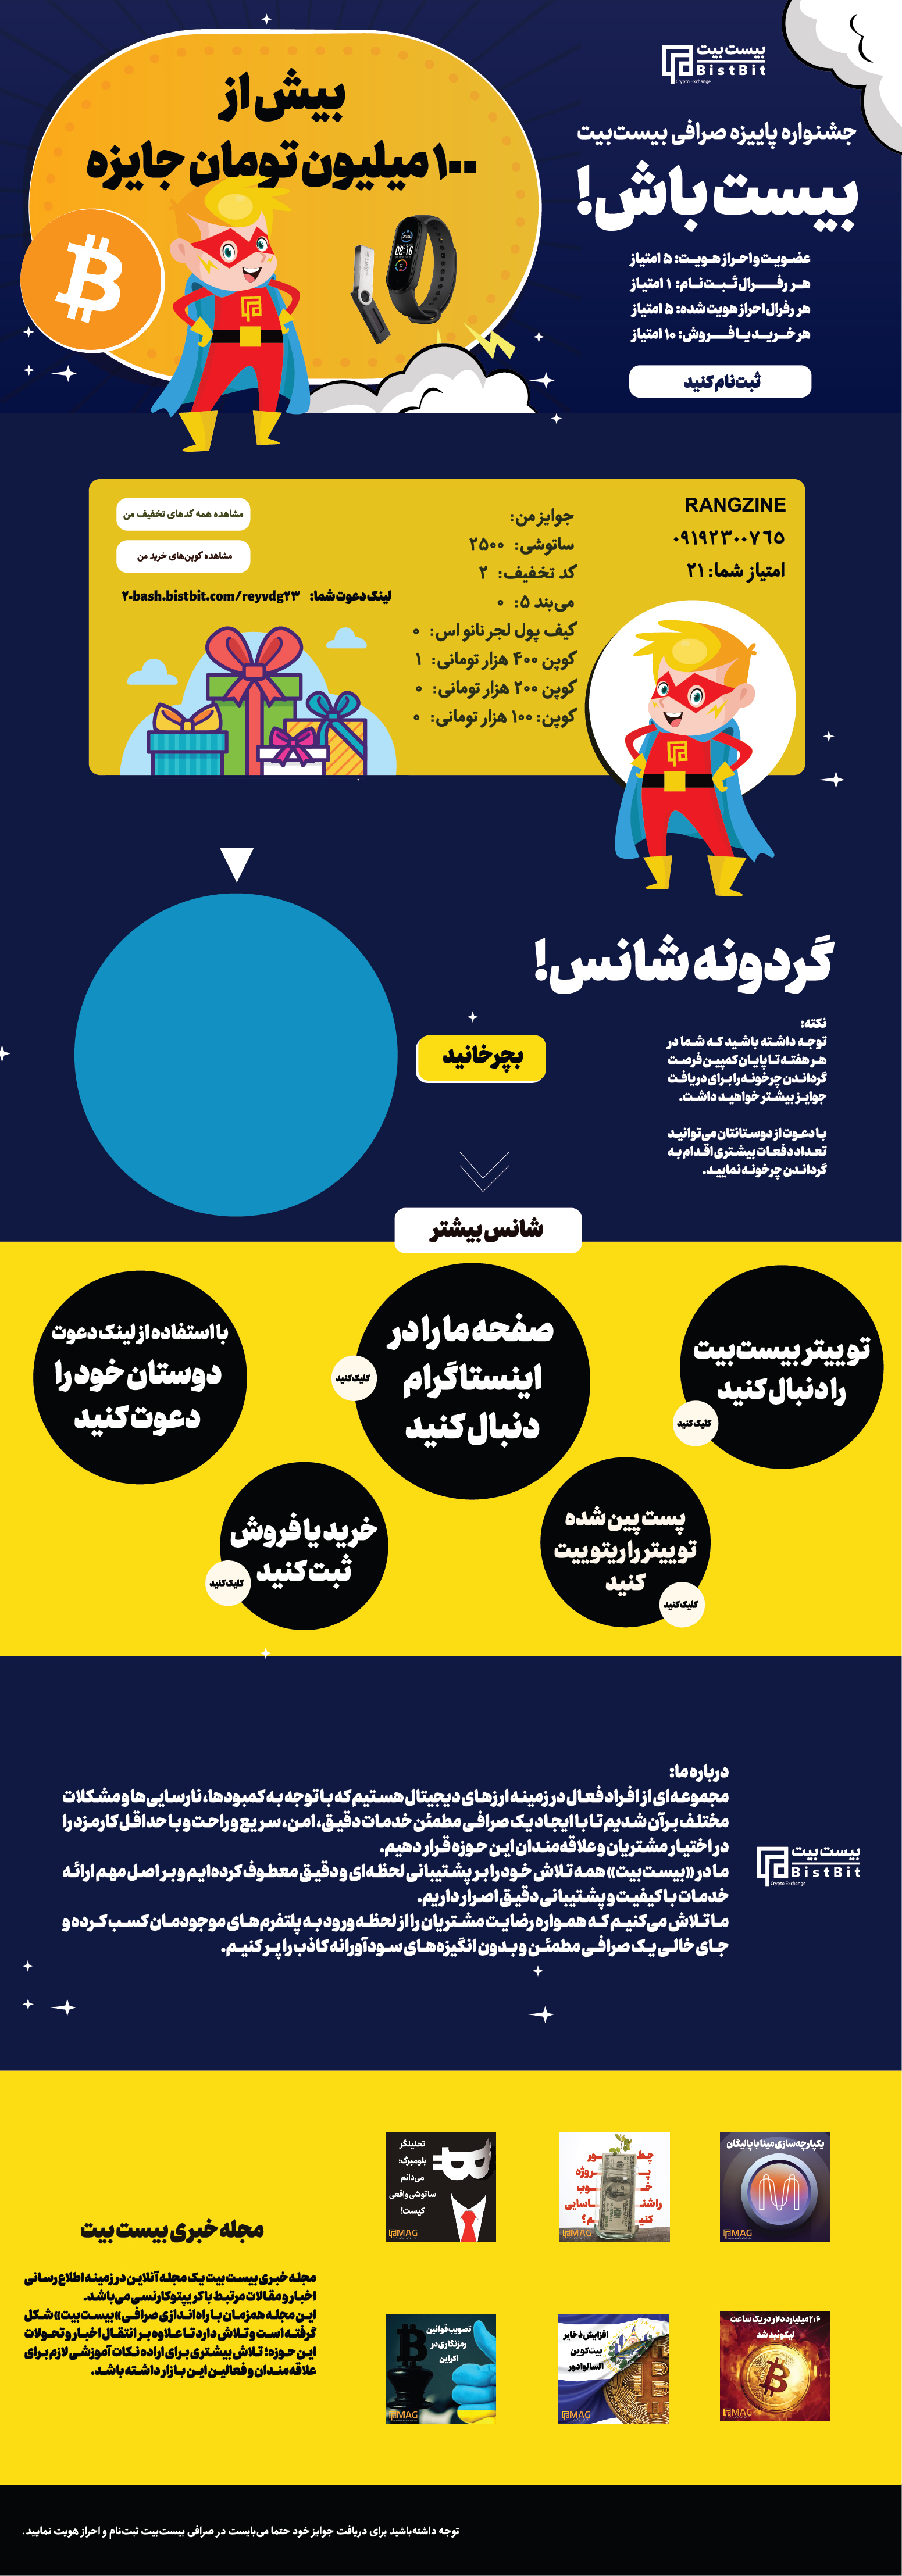 بیست‌بیت
BistBit
Crypto Exchange
جشنواره پاییزه صرافی بیست‌بیت
بیست باش!
عضویت و احراز هویت: ۵ امتیاز
هر رفرال ثبت‌نام: ۱ امتیاز
هر رفرال احراز هویت شده: ۵ امتیاز
هر خرید یا فروش: ۱۰ امتیاز
ثبت‌نام کنید
بیش از
۱۰۰ میلیون تومان جایزه
08:16
RANGZINE
۰۹۱۹۲۳۰۰۷۶۵
امتیاز شما: ۲۱
جوایز من:
ساتوشی: ۲۵۰۰
کد تخفیف: ۲
می‌بند ۵: ۰
کیف پول لجر نانو اس: ۰
کوپن ۴۰۰ هزار تومانی: ۱
کوپن ۲۰۰ هزار تومانی: ۰
کوپن: ۱۰۰ هزار تومانی: ۰
مشاهده همه کدهای تخفیف من
مشاهده کوپن‌های خرید من
لینک دعوت شما: ۲۰bash.bistbit.com/reyvdg۲۳
گردونه شانس!
نکته:
توجه داشته باشید که شما در
هر هفته تا پایان کمپین فرصت
گرداندن چرخونه را برای دریافت
جوایز بیشتر خواهید داشت.
با دعوت از دوستانتان می‌توانید
تعداد دفعات بیشتری اقدام به
گرداندن چرخونه نمایید.
بچرخانید
شانس بیشتر
توییتر بیست‌بیت
را دنبال کنید
کلیک کنید
صفحه ما را در
اینستاگرام
دنبال کنید
کلیک کنید
با استفاده از لینک دعوت
دوستان خود را
دعوت کنید
پست پین شده
توییتر را ریتوییت
کنید
کلیک کنید
خرید یا فروش
ثبت کنید
کلیک کنید
بیست‌بیت
BistBit
Crypto Exchange
درباره ما:
مجموعه‌ای از افراد فعال در زمینه ارزهای دیجیتال هستیم که با توجه به کمبودها، نارسایی‌ها و مشکلات
مختلف برآن شدیم تا با ایجاد یک صرافی مطمئن خدمات دقیق، امن، سریع و راحت و با حداقل کارمزد را
در اختیار مشتریان و علاقه‌مندان این حوزه قرار دهیم.
ما در «بیست‌بیت» همه تلاش خود را بر پشتیبانی لحظه‌ای و دقیق معطوف کرده‌ایم و بر اصل مهم ارائه
خدمات با کیفیت و پشتیبانی دقیق اصرار داریم.
ما تلاش می‌کنیم که همواره رضایت مشتریان را از لحظه ورود به پلتفرم‌های موجودمان کسب کرده و
جای خالی یک صرافی مطمئن و بدون انگیزه‌های سودآورانه کاذب را پر کنیم.
یکپارچه‌سازی مینا با پالیگان
MAG
چطور
پروژه
خوب
راشناسایی
کنیم؟
MAG
تحلیلگر
بلومبرگ:
می‌دانم
ساتوشی واقعی
کیست!
MAG
۲،۶ میلیارد دلار در یک ساعت
لیکوئید شد
MAG
افزایش ذخایر
بیت‌کوین
السالوادور
MAG
تصویب قوانین
رمزنگاری در
اکراین
MAG
مجله خبری بیست بیت
مجله خبری بیست بیت یک مجله آنلاین در زمینه اطلاع رسانی
اخبار و مقالات مرتبط با کریپتوکارنسی می‌باشد.
این مجله همزمان با راه‌اندازی صرافی «بیست‌بیت» شکل
گرفته است و تلاش دارد تا علاوه بر انتقال اخبار و تحولات
این حوزه؛ تلاش بیشتری برای اراده نکات آموزشی لازم برای
علاقه‌مندان و فعالین این بازار داشته باشد.
توجه داشته‌باشید برای دریافت جوایز خود حتما می‌بایست در صرافی بیست‌بیت ثبت‌نام و احراز هویت نمایید.